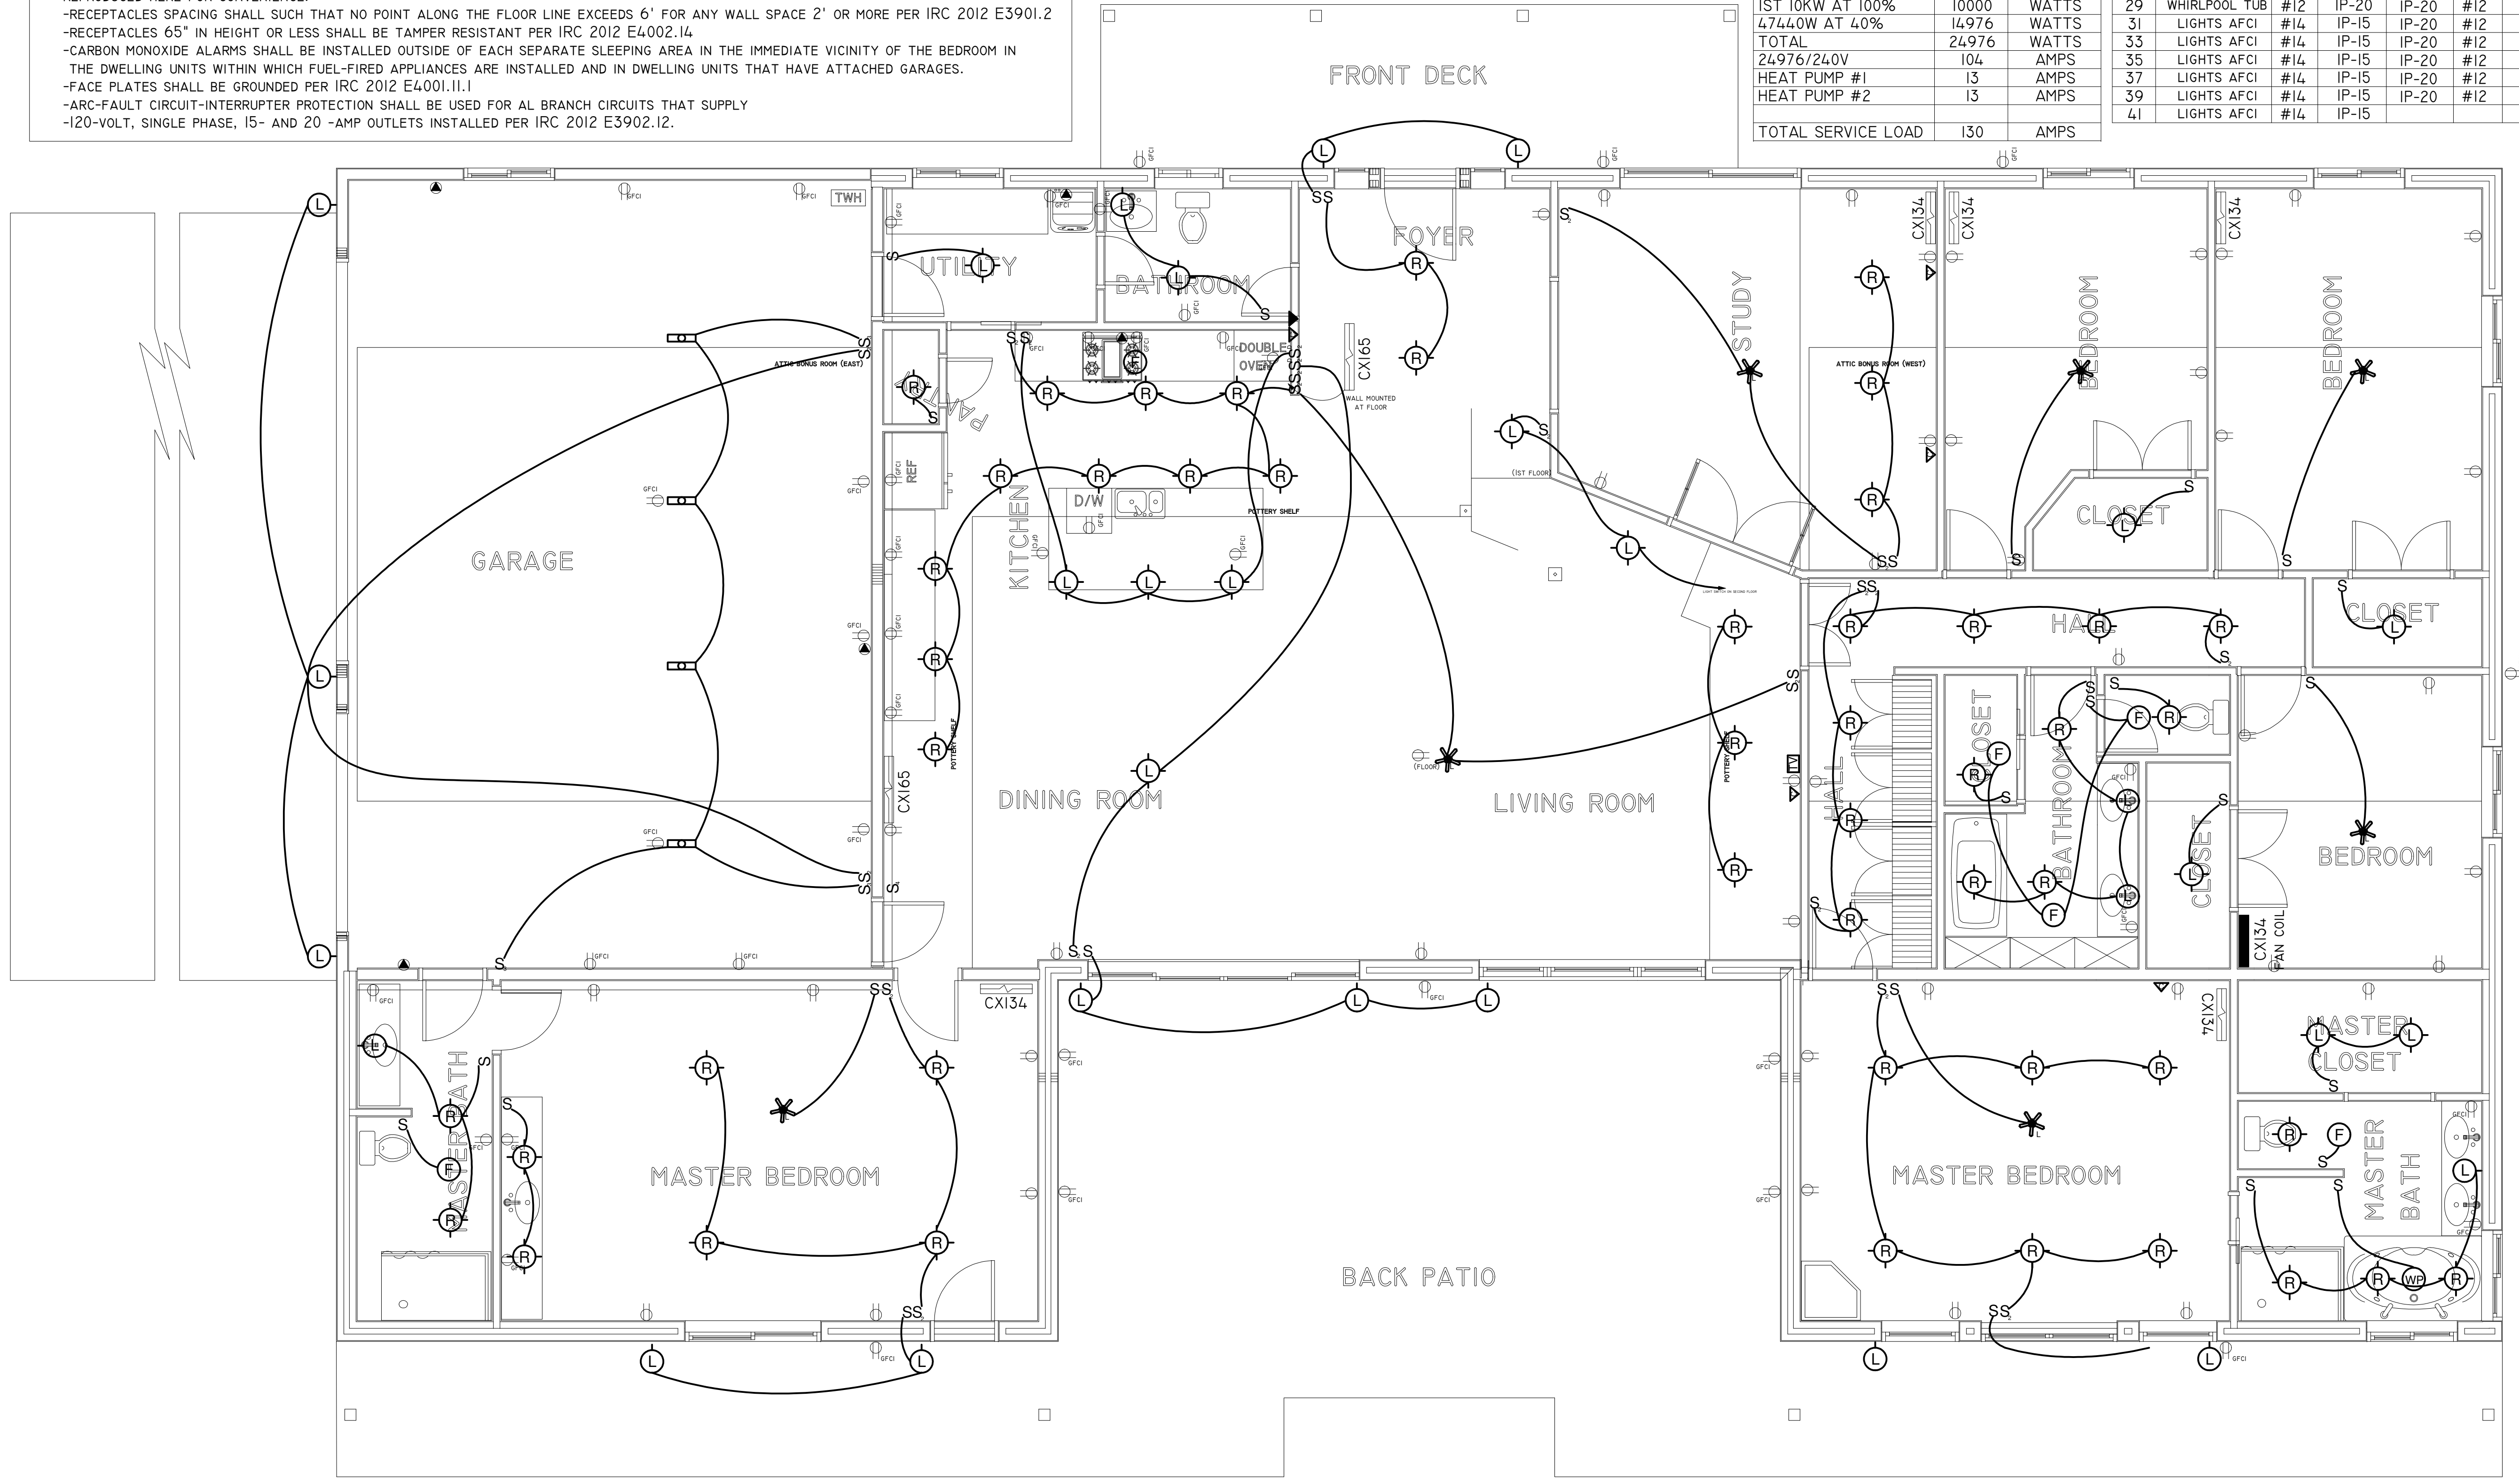 -RECEPTACLES SPACING SHALL SUCH THAT NO POINT ALONG THE FLOOR LINE EXCEEDS 6' FOR ANY WALL SPACE 2' OR MORE PER IRC 2012 E3901.2
-RECEPTACLES 65" IN HEIGHT OR LESS SHALL BE TAMPER RESISTANT PER IRC 2012 E4002.14
-CARBON MONOXIDE ALARMS SHALL BE INSTALLED OUTSIDE OF EACH SEPARATE SLEEPING AREA IN THE IMMEDIATE VICINITY OF THE BEDROOM IN
THE DWELLING UNITS WITHIN WHICH FUEL-FIRED APPLIANCES ARE INSTALLED AND IN DWELLING UNITS THAT HAVE ATTACHED GARAGES.
-FACE PLATES SHALL BE GROUNDED PER IRC 2012 E4001.11.1
-ARC-FAULT CIRCUIT-INTERRUPTER PROTECTION SHALL BE USED FOR AL BRANCH CIRCUITS THAT SUPPLY
-120-VOLT, SINGLE PHASE, 15- AND 20 -AMP OUTLETS INSTALLED PER IRC 2012 E3902.12.
1ST 10KW AT 100% 10000 WATTS
47440W AT 40% 14976 WATTS
TOTAL 24976 WATTS
24976/240V 104 AMPS
HEAT PUMP #1 13 AMPS
HEAT PUMP #2 13 AMPS
TOTAL SERVICE LOAD 130 AMPS
29 WHIRLPOOL TUB #12 1P-20 1P-20 #12
31 LIGHTS AFCI #14 1P-15 1P-20 #12
33 LIGHTS AFCI #14 1P-15 1P-20 #12
35 LIGHTS AFCI #14 1P-15 1P-20 #12
37 LIGHTS AFCI #14 1P-15 1P-20 #12
39 LIGHTS AFCI #14 1P-15 1P-20 #12
41 LIGHTS AFCI #14 1P-15
FRONT DECK
TWH
UTILITY
BATHROOM
FOYER
STUDY
BEDROOM
BEDROOM
CX134
CX134
CX134
CX165
WALL MOUNTED
AT FLOOR
DOUBLE
OVEN
ATTIC BONUS ROOM (EAST)
ATTIC BONUS ROOM (WEST)
REF
D/W
KITCHEN
POTTERY SHELF
(1ST FLOOR)
LIGHT SWITCH ON SECOND FLOOR
GARAGE
CLOSET
CLOSET
HALL
CX165
POTTERY SHELF
DINING ROOM
(FLOOR)
LIVING ROOM
POTTERY SHELF
TV
HALL
CLOSET
BATHROOM
CLOSET
BEDROOM
CX134
FAN COIL
CX134
CX134
MASTER
CLOSET
MASTER BATH
MASTER BEDROOM
MASTER BEDROOM
MASTER
BATH
WP
BACK PATIO
GFCI